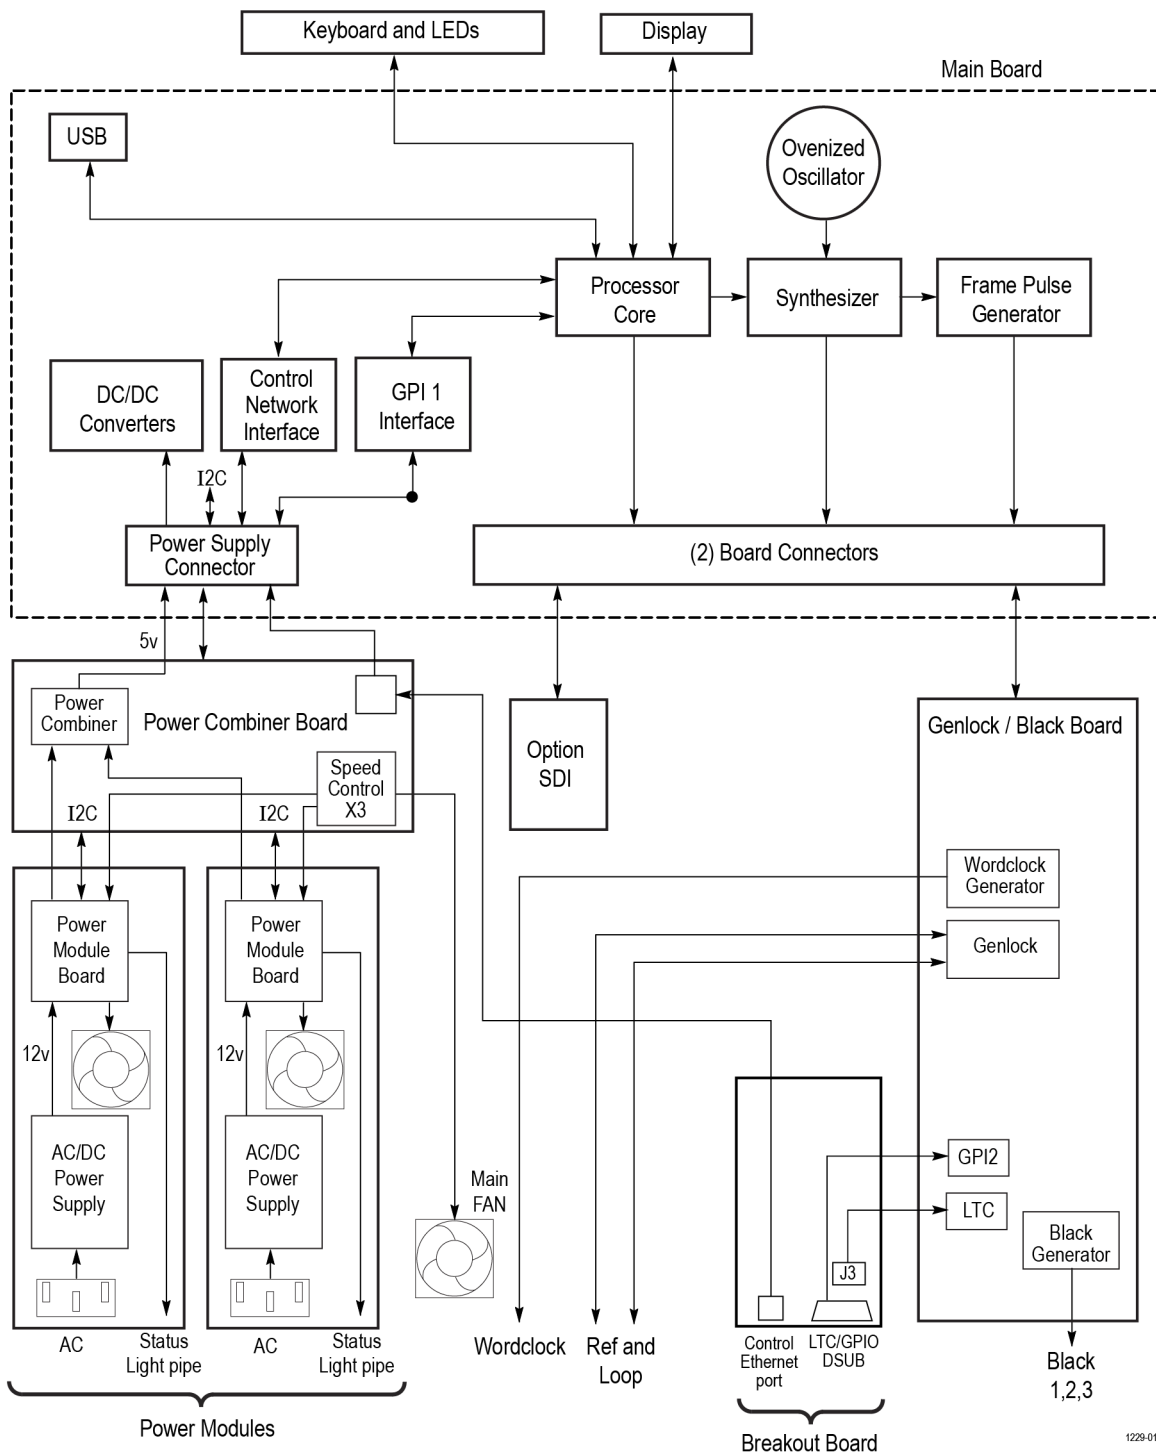 Keyboard and LEDs
Display
Main Board
USB
Ovenized
Oscillator
Processor
Core
Synthesizer
Frame Pulse
Generator
DC/DC
Converters
Control
Network
Interface
GPI 1
Interface
I2C
Power Supply
Connector
(2) Board Connectors
5v
Power
Combiner
Power Combiner Board
Speed
Control
X3
I2C
I2C
Option
SDI
Genlock / Black Board
Wordclock
Generator
Genlock
Power
Module
Board
Power
Module
Board
12v
12v
AC/DC
Power
Supply
AC/DC
Power
Supply
Main
FAN
GPI2
LTC
Black
Generator
J3
AC
Status
Light pipe
AC
Status
Light pipe
Wordclock
Ref and
Loop
Control
Ethernet
port
LTC/GPIO
DSUB
Black
1,2,3
Power Modules
Breakout Board
1229-01